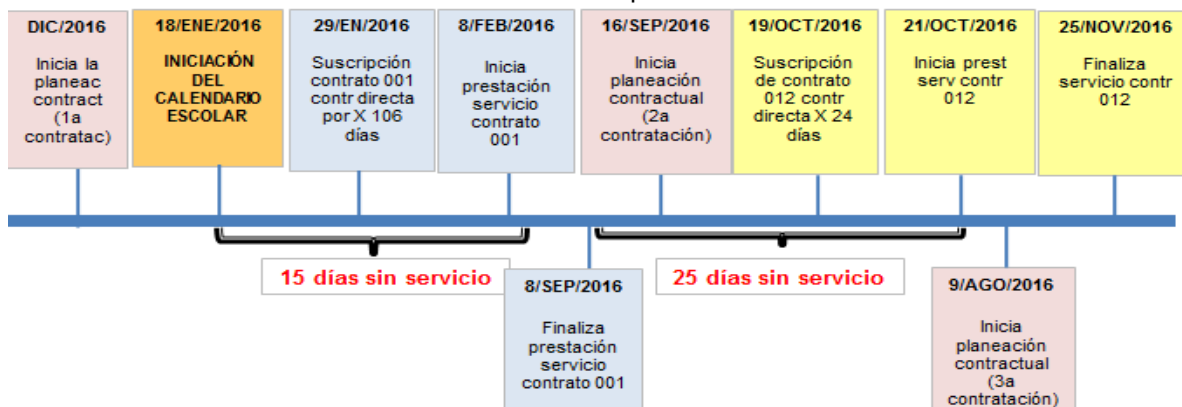 DIC/2016
Inicia la
planeac
contract
(1a
contratac)
18/ENE/2016
INICIACIÓN
DEL
CALENDARIO
ESCOLAR
29/EN/2016
Suscripción
contrato 001
contr directa
por X 106
días
8/FEB/2016
Inicia
prestación
servicio
contrato
001
16/SEP/2016
Inicia
planeación
contractual
(2a
contratación)
19/OCT/2016
Suscripción
de contrato
012 contr
directa X 24
días
21/OCT/2016
Inicia prest
serv contr
012
25/NOV/2016
Finaliza
servicio contr
012
15 días sin servicio
8/SEP/2016
Finaliza
prestación
servicio
contrato 001
25 días sin servicio
9/AGO/2016
Inicia
planeación
contractual
(3a
contratación)